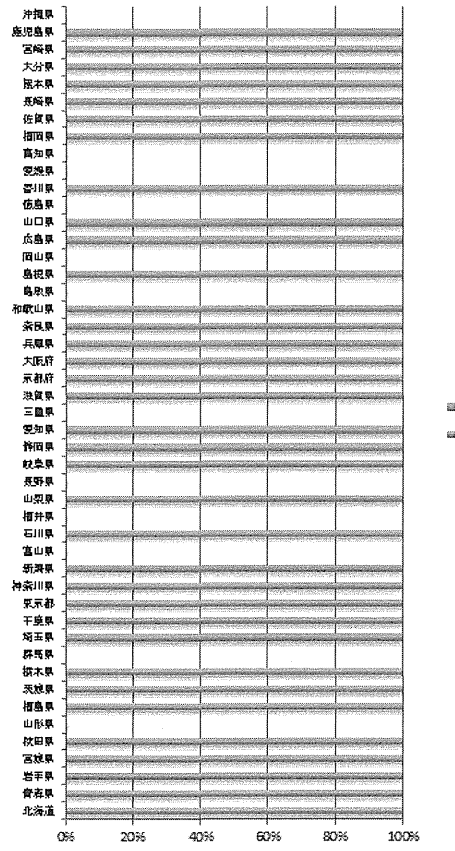 沖縄県
鹿児島県
宮崎県
大分県
熊本県
長崎県
佐賀県
福岡県
高知県
愛媛県
香川県
徳島県
山口県
広島県
岡山県
島根県
鳥取県
和歌山県
奈良県
兵庫県
大阪府
京都府
滋賀県
三重県
愛知県
静岡県
岐阜県
長野県
山梨県
福井県
石川県
富山県
新潟県
神奈川県
東京都
千葉県
埼玉県
群馬県
栃木県
茨城県
福島県
山形県
秋田県
宮城県
岩手県
青森県
北海道
0% 20% 40% 60% 80% 100%